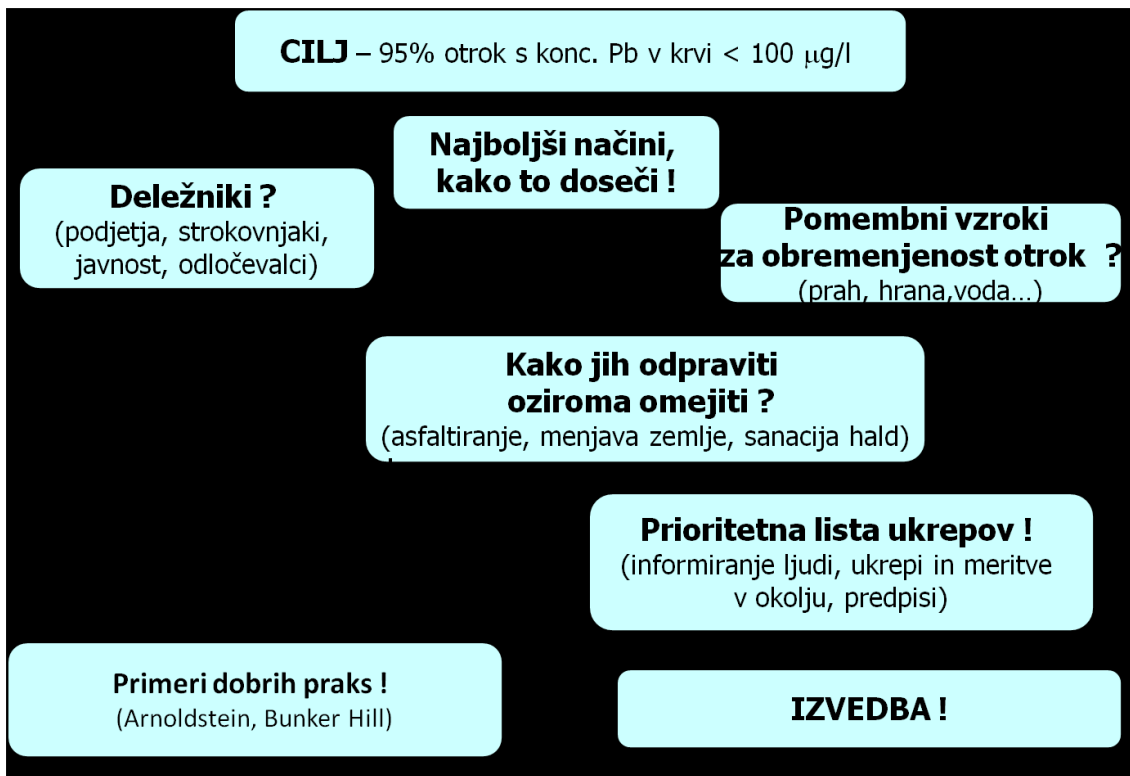 CILJ – 95% otrok s konc. Pb v krvi < 100 μg/l
Najboljši načini,
kako to doseči !
Deležniki ?
(podjetja, strokovnjaki,
javnost, odločevalci)
Pomembni vzroki
za obremenjenost otrok ?
(prah, hrana,voda...)
Kako jih odpraviti
oziroma omejiti ?
(asfaltiranje, menjava zemlje, sanacija hald)
Prioritetna lista ukrepov !
(informiranje ljudi, ukrepi in meritve
v okolju, predpisi)
Primeri dobrih praks !
(Arnoldstein, Bunker Hill)
IZVEDBA !